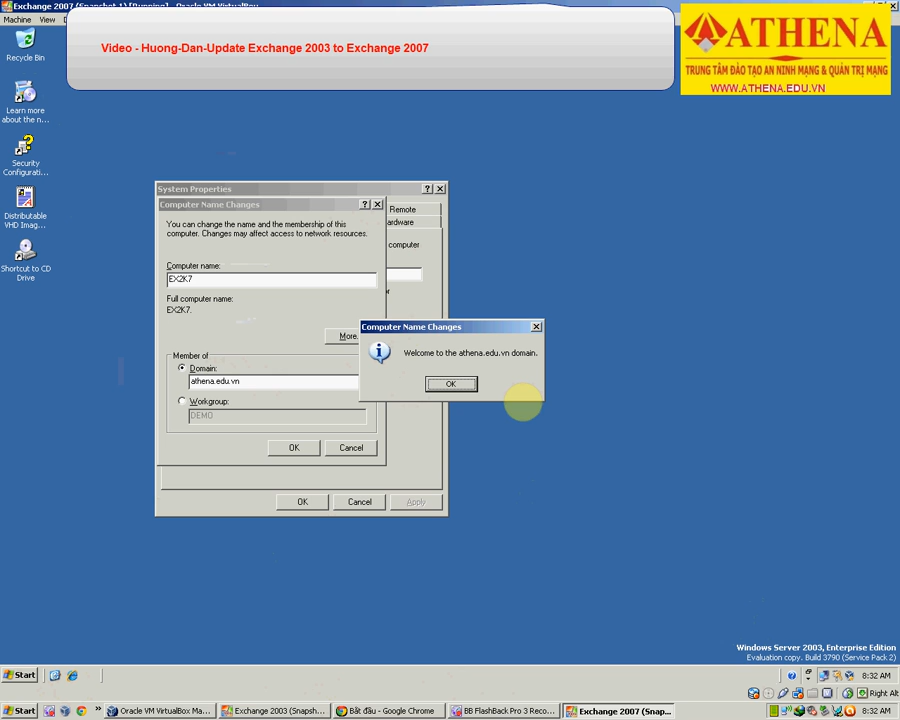 Exchange 2007 (Snapshot 1) [Running] - Oracle VM VirtualBox
Machine View
Video - Huong-Dan-Update Exchange 2003 to Exchange 2007
ATHENA
TRUNG TÂM ĐÀO TẠO AN NINH MẠNG & QUẢN TRỊ MẠNG
WWW.ATHENA.EDU.VN
Recycle Bin
Learn more
about the n...
Security
Configurati...
Distributable
VHD Imag...
Shortcut to CD
Drive
System Properties
Computer Name Changes
Remote
ardware
You can change the name and the membership of this
computer. Changes may affect access to network resources.
computer
Computer name:
EX2K7
Full computer name:
EX2K7.
More.
Member of
Domain:
athena.edu.vn
Workgroup:
DEMO
OK
Cancel
Computer Name Changes
Welcome to the athena.edu.vn domain.
OK
OK
Cancel
Apply
Windows Server 2003, Enterprise Edition
Evaluation copy. Build 3790 (Service Pack 2)
Start
8:32 AM
Right Alt
Start
Oracle VM VirtualBox Ma...
Exchange 2003 (Snapsh...
Bắt đầu - Google Chrome
BB FlashBack Pro 3 Reco...
Exchange 2007 (Snap...
8:32 AM